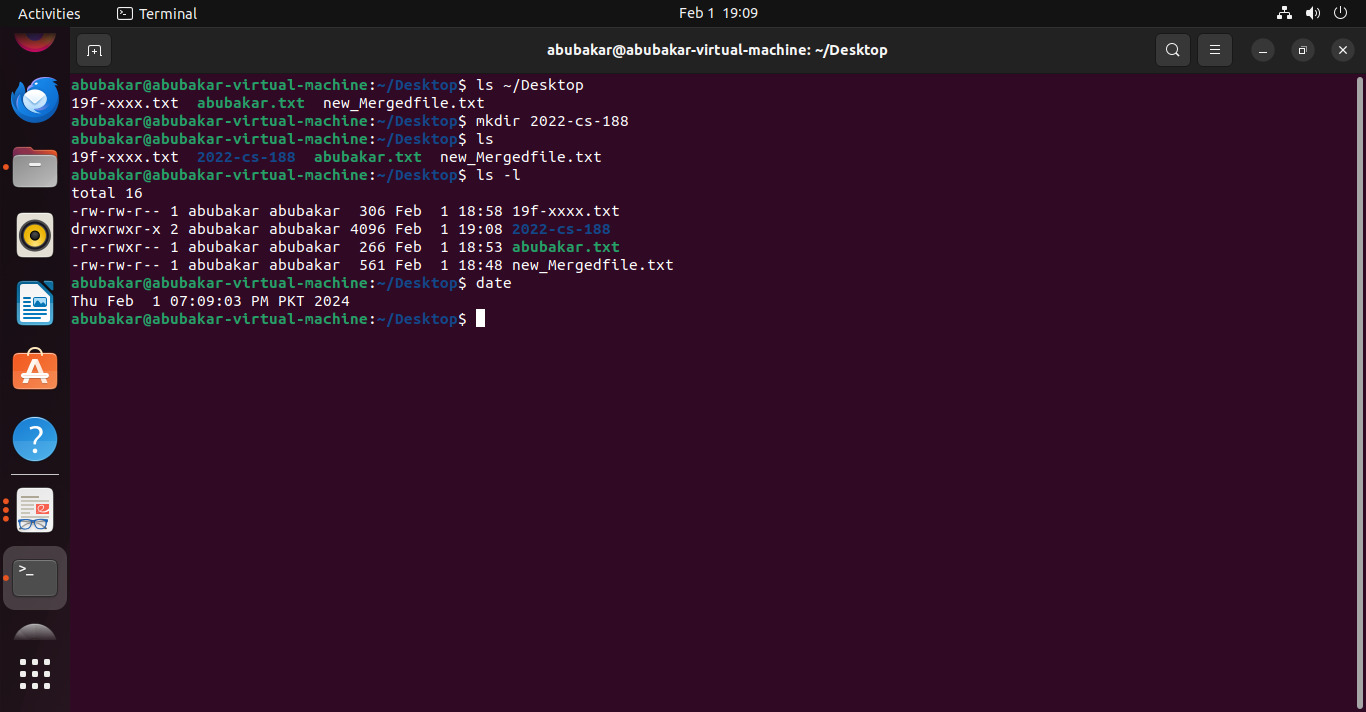 Activities
Terminal
Feb 1 19:09
abubakar@abubakar-virtual-machine: ~/Desktop
abubakar@abubakar-virtual-machine:~/Desktop$ ls ~/Desktop
19f-xxxx.txt  abubakar.txt  new_Mergedfile.txt
abubakar@abubakar-virtual-machine:~/Desktop$ mkdir 2022-cs-188
abubakar@abubakar-virtual-machine:~/Desktop$ ls
19f-xxxx.txt  2022-cs-188  abubakar.txt  new_Mergedfile.txt
abubakar@abubakar-virtual-machine:~/Desktop$ ls -l
total 16
-rw-rw-r-- 1 abubakar abubakar  306 Feb  1 18:58 19f-xxxx.txt
drwxrwxr-x 2 abubakar abubakar 4096 Feb  1 19:08 2022-cs-188
-r--rwxr-- 1 abubakar abubakar  266 Feb  1 18:53 abubakar.txt
-rw-rw-r-- 1 abubakar abubakar  561 Feb  1 18:48 new_Mergedfile.txt
abubakar@abubakar-virtual-machine:~/Desktop$ date
Thu Feb  1 07:09:03 PM PKT 2024
abubakar@abubakar-virtual-machine:~/Desktop$